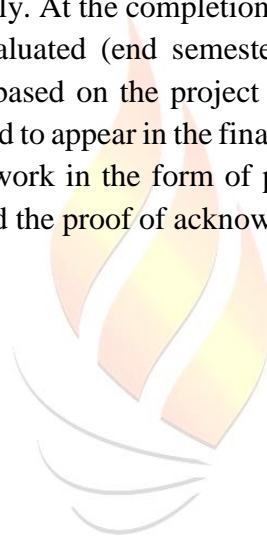 ly. At the completion
aluated (end semeste
based on the project
d to appear in the fina
work in the form of p
d the proof of acknow